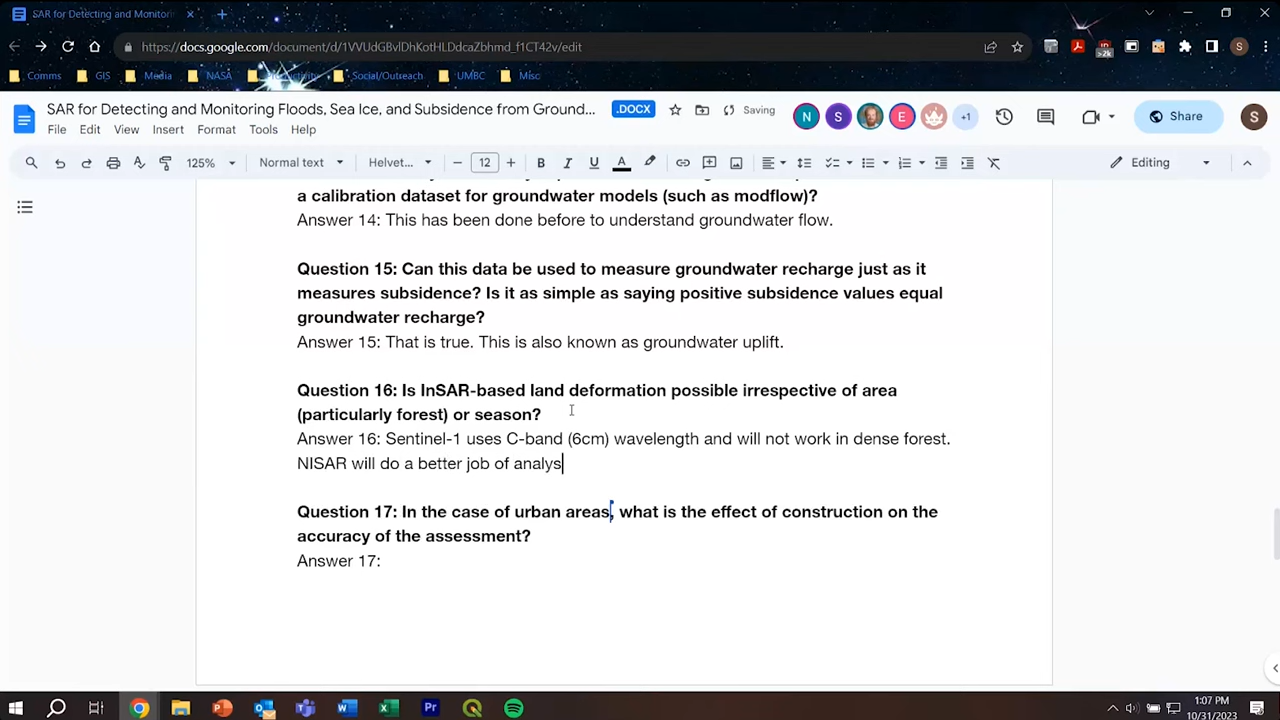 SAR for Detecting and Monitorin
https://docs.google.com/document/d/1VVUdGBvlDhKotHLDdcaZbhmd_f1CT42v/edit
>2k
S
Comms GIS Media NASA Social/Outreach UMBC Misc
SAR for Detecting and Monitoring Floods, Sea Ice, and Subsidence from Ground... .DOCX Saving
N S E +1 Share S
File Edit View Insert Format Tools Help
125% Normal text Helvet... 12 B I U A Editing
a calibration dataset for groundwater models (such as modflow)?
Answer 14: This has been done before to understand groundwater flow.
Question 15: Can this data be used to measure groundwater recharge just as it
measures subsidence? Is it as simple as saying positive subsidence values equal
groundwater recharge?
Answer 15: That is true. This is also known as groundwater uplift.
Question 16: Is InSAR-based land deformation possible irrespective of area
(particularly forest) or season?
Answer 16: Sentinel-1 uses C-band (6cm) wavelength and will not work in dense forest.
NISAR will do a better job of analys
Question 17: In the case of urban areas, what is the effect of construction on the
accuracy of the assessment?
Answer 17:
1:07 PM
10/31/2023